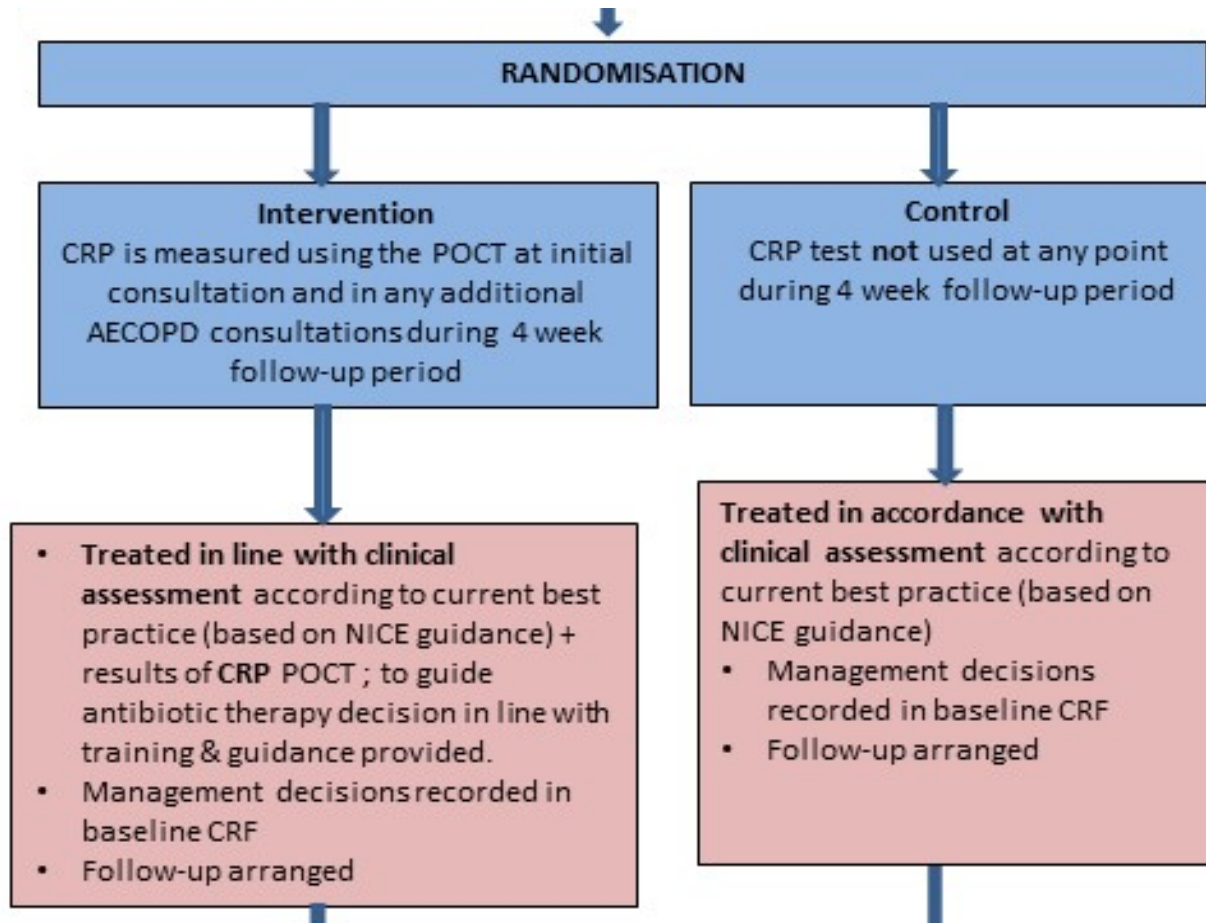 RANDOMISATION
Intervention
CRP is measured using the POCT at initial
consultation and in any additional
AECOPD consultations during 4 week
follow-up period
Control
CRP test not used at any point
during 4 week follow-up period
• Treated in line with clinical
assessment according to current best
practice (based on NICE guidance) +
results of CRP POCT ; to guide
antibiotic therapy decision in line with
training & guidance provided.
• Management decisions recorded in
baseline CRF
• Follow-up arranged
Treated in accordance with
clinical assessment according to
current best practice (based on
NICE guidance)
• Management decisions
recorded in baseline CRF
• Follow-up arranged